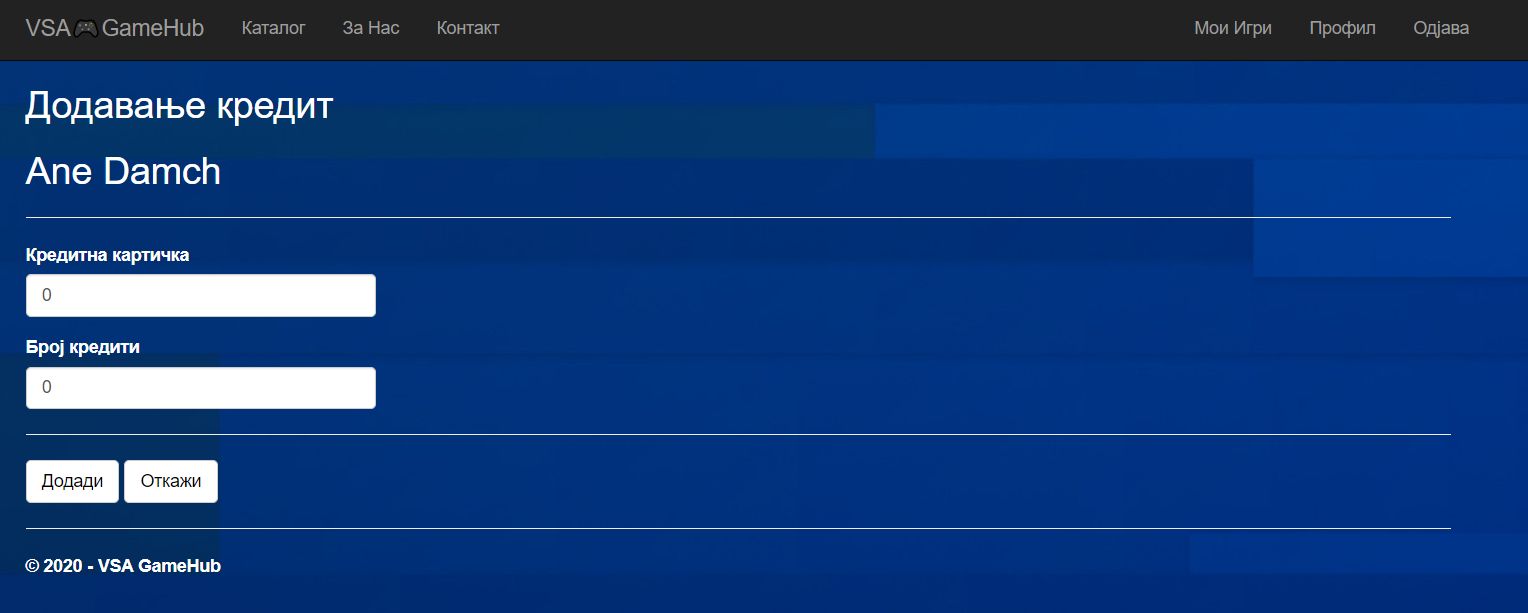 VSA🎮GameHub Каталог За Нас Контакт Мои Игри Профил Одјава
Додавање кредит
Ane Damch
Кредитна картичка
0
Број кредити
0
Додади Откажи
© 2020 - VSA GameHub